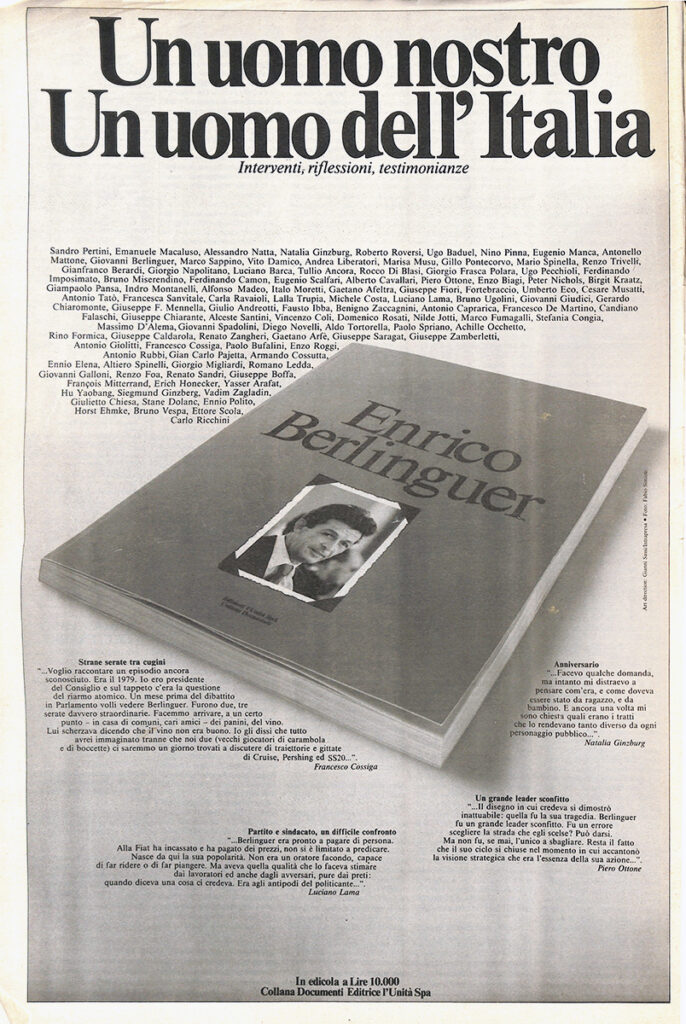 Un uomo nostro
Un uomo dell'Italia
Interventi, riflessioni, testimonianze
Sandro Pertini, Emanuele Macaluso, Alessandro Natta, Natalia Ginzburg, Roberto Roversi, Ugo Baduel, Nino Pinna, Eugenio Manca, Antonello
Mattone, Giovanni Berlinguer, Marco Sappino, Vito Damico, Andrea Liberatori, Marisa Musu, Gillo Pontecorvo, Mario Spinella, Renzo Trivelli,
Gianfranco Berardi, Giorgio Napolitano, Luciano Barca, Tullio Ancora, Rocco Di Blasi, Giorgio Frasca Polara, Ugo Pecchioli, Ferdinando
Imposimato, Bruno Miserendino, Ferdinando Camon, Eugenio Scalfari, Alberto Cavallari, Piero Ottone, Enzo Biagi, Peter Nichols, Birgit Kraatz,
Giampaolo Pansa, Indro Montanelli, Alfonso Madeo, Italo Moretti, Gaetano Afeltra, Giuseppe Fiori, Fortebraccio, Umberto Eco, Cesare Musatti,
Antonio Tatò, Francesca Sanvitale, Carla Ravaioli, Lalla Trupia, Michele Costa, Luciano Lama, Bruno Ugolini, Giovanni Giudici, Gerardo
Chiaromonte, Giuseppe F. Mennella, Giulio Andreotti, Fausto Ibba, Benigno Zaccagnini, Antonio Caprarica, Francesco De Martino, Candiano
Falaschi, Giuseppe Chiarante, Alceste Santini, Vincenzo Coli, Domenico Rosati, Nilde Jotti, Marco Fumagalli, Stefania Congia,
Massimo D'Alema, Giovanni Spadolini, Diego Novelli, Aldo Tortorella, Paolo Spriano, Achille Occhetto,
Rino Formica, Giuseppe Caldarola, Renato Zangheri, Gaetano Arfè, Giuseppe Saragat, Giuseppe Zamberletti,
Antonio Giolitti, Francesco Cossiga, Paolo Bufalini, Enzo Roggi,
Antonio Rubbi, Gian Carlo Pajetta, Armando Cossutta,
Ennio Elena, Altiero Spinelli, Giorgio Migliardi, Romano Ledda,
Giovanni Galloni, Renzo Foa, Renato Sandri, Giuseppe Boffa,
François Mitterrand, Erich Honecker, Yasser Arafat,
Hu Yaobang, Siegmund Ginzberg, Vadim Zagladin,
Giulietto Chiesa, Stane Dolanc, Ennio Polito,
Horst Ehmke, Bruno Vespa, Ettore Scola,
Carlo Ricchini
Enrico
Berlinguer
Editrice l'Unità SpA
Collana Documenti
Art direction: Gianni Sassi/Intrapresa • Foto: Fabio Simion
Strane serate tra cugini
"...Voglio raccontare un episodio ancora
sconosciuto. Era il 1979. Io ero presidente
del Consiglio e sul tappeto c'era la questione
del riarmo atomico. Un mese prima del dibattito
in Parlamento volli vedere Berlinguer. Furono due, tre
serate davvero straordinarie. Facemmo arrivare, a un certo
punto - in casa di comuni, cari amici - dei panini, del vino.
Lui scherzava dicendo che il vino non era buono. Io gli dissi che tutto
avrei immaginato tranne che noi due (vecchi giocatori di carambola
e di boccette) ci saremmo un giorno trovati a discutere di traiettorie e gittate
di Cruise, Pershing ed SS20...".
Francesco Cossiga
Anniversario
"...Facevo qualche domanda,
ma intanto mi distraevo a
pensare com'era, e come doveva
essere stato da ragazzo, e da
bambino. E ancora una volta mi
sono chiesta quali erano i tratti
che lo rendevano tanto diverso da ogni
personaggio pubblico...".
Natalia Ginzburg
Partito e sindacato, un difficile confronto
"...Berlinguer era pronto a pagare di persona.
Alla Fiat ha incassato e ha pagato dei prezzi, non si è limitato a predicare.
Nasce da qui la sua popolarità. Non era un oratore facondo, capace
di far ridere o di far piangere. Ma aveva quella qualità che lo faceva stimare
dai lavoratori ed anche dagli avversari, pure dai preti:
quando diceva una cosa ci credeva. Era agli antipodi del politicante...".
Luciano Lama
Un grande leader sconfitto
"...Il disegno in cui credeva si dimostrò
inattuabile: quella fu la sua tragedia. Berlinguer
fu un grande leader sconfitto. Fu un errore
scegliere la strada che egli scelse? Può darsi.
Ma non fu, se mai, l'unico a sbagliare. Resta il fatto
che il suo ciclo si chiuse nel momento in cui accantonò
la visione strategica che era l'essenza della sua azione...".
Piero Ottone
In edicola a Lire 10.000
Collana Documenti Editrice l'Unità Spa